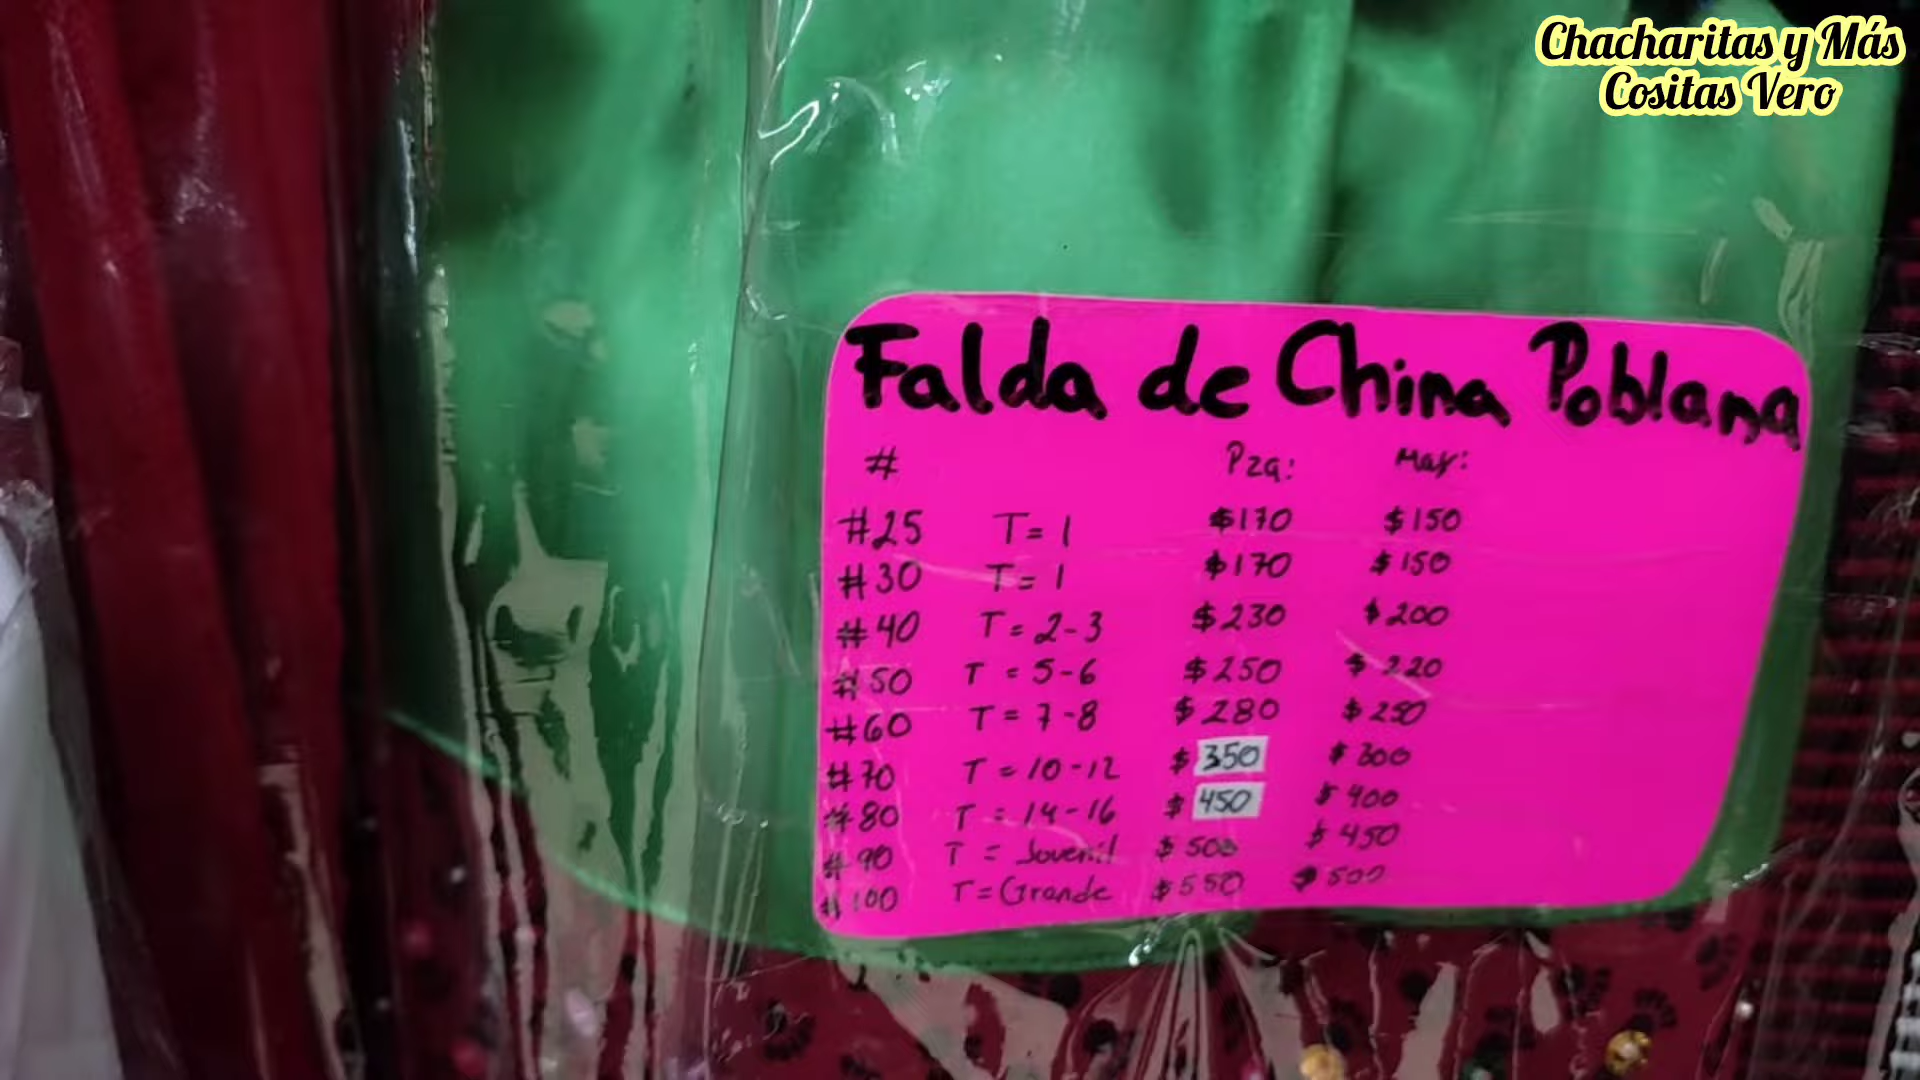 Chacharitas y Más
Cositas Vero
Falda de China Poblana
# Pza: May:
#25 T=1 $170 $150
#30 T=1 $170 $150
#40 T=2-3 $230 $200
#50 T=5-6 $250 $220
#60 T=7-8 $280 $250
#70 T=10-12 $350 $300
#80 T=14-16 $450 $400
#90 T=Juvenil $500 $450
#100 T=Grande $550 $500